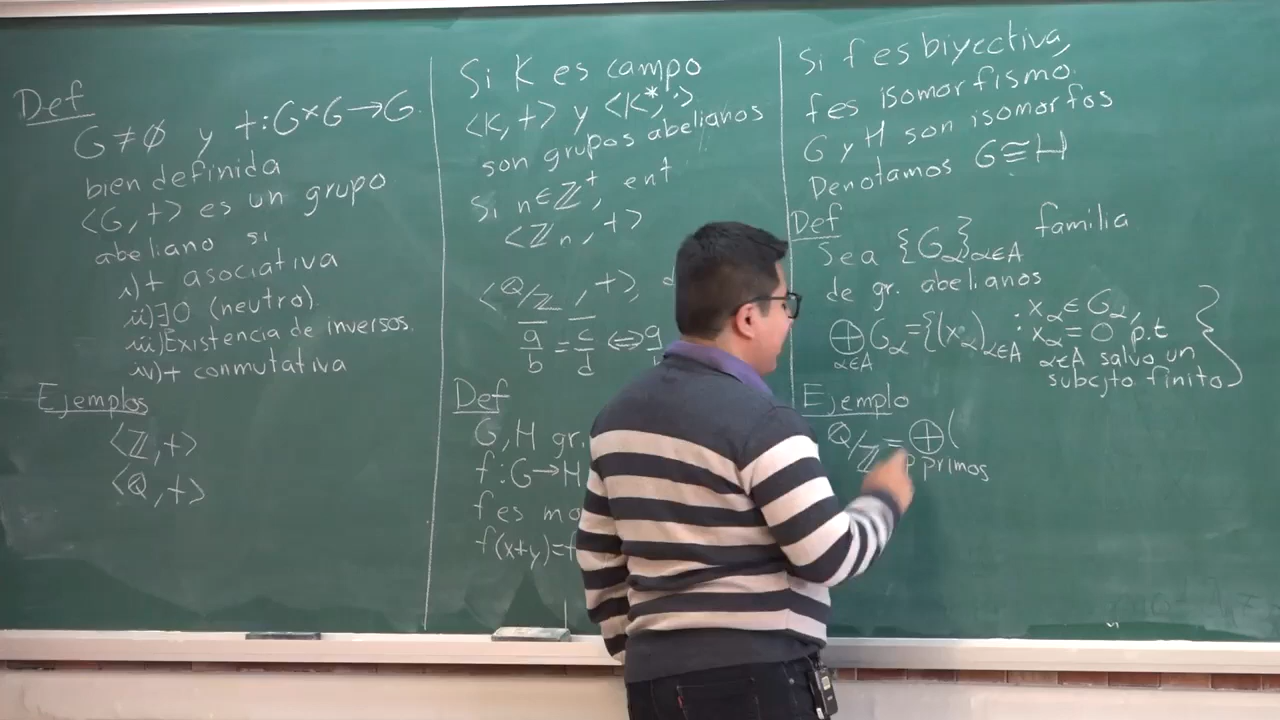 Def
G≠∅ y +:G×G→G.
bien definida
<G,+> es un grupo
abeliano si
i)+ asociativa
ii)∃0 (neutro).
iii)Existencia de inversos.
iv)+ conmutativa
Ejemplos
<ℤ,+>
<ℚ,+>
Si K es campo
<K,+> y <K*,·>
son grupos abelianos
Si n∈ℤ⁺, ent
<ℤn,+>
<ℚ/ℤ,+>,
a/b = c/d ⇔
Def
G,H gr.
f:G→H
f es mo
f(x+y)=f
Si f es biyectiva,
f es isomorfismo.
G y H son isomorfos
Denotamos G≅H
Def
Sea {Gα}α∈A familia
de gr. abelianos
⊕α∈A Gα={(xα)α∈A : xα∈Gα,
xα=0 p.t
α∈A salvo un
subcjto finito}
Ejemplo
ℚ/ℤ=⊕(
p primos